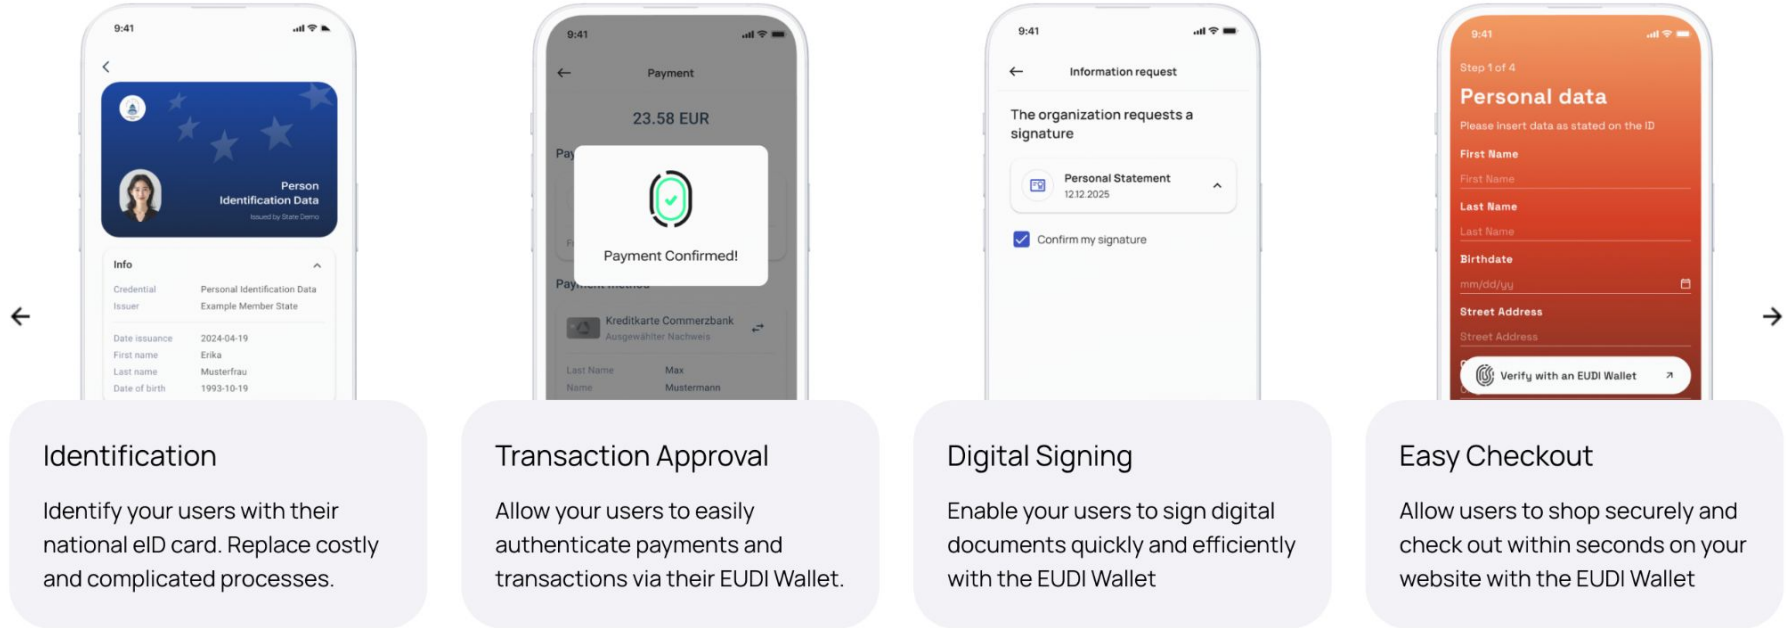 9:41
Person
Identification Data
Issued by State Demo
Info
Credential Personal Identification Data
Issuer Example Member State
Date issuance 2024-04-19
First name Erika
Last name Musterfrau
Date of birth 1993-10-19
Identification
Identify your users with their
national eID card. Replace costly
and complicated processes.
9:41
Payment
23.58 EUR
Payment Confirmed!
Kreditkarte Commerzbank
Ausgewählter Nachweis
Last Name Max
Name Mustermann
Transaction Approval
Allow your users to easily
authenticate payments and
transactions via their EUDI Wallet.
9:41
Information request
The organization requests a
signature
Personal Statement
12.12.2025
Confirm my signature
Digital Signing
Enable your users to sign digital
documents quickly and efficiently
with the EUDI Wallet
9:41
Step 1 of 4
Personal data
Please insert data as stated on the ID
First Name
First Name
Last Name
Last Name
Birthdate
mm/dd/yy
Street Address
Street Address
Verify with an EUDI Wallet
Easy Checkout
Allow users to shop securely and
check out within seconds on your
website with the EUDI Wallet